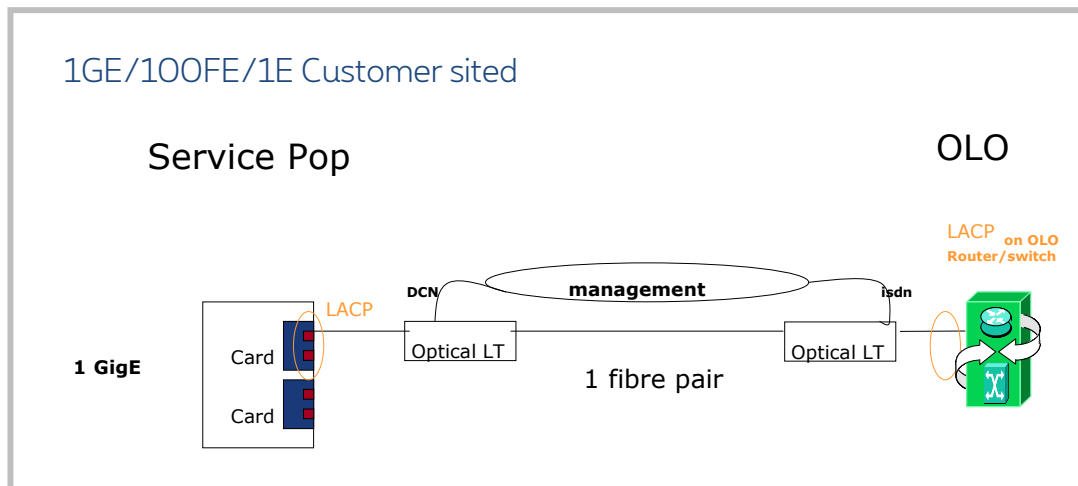 1GE/100FE/1E Customer sited
Service Pop
OLO
LACP on OLO
Router/switch
DCN
management
isdn
LACP
Optical LT
Optical LT
Card
1 GigE
1 fibre pair
Card